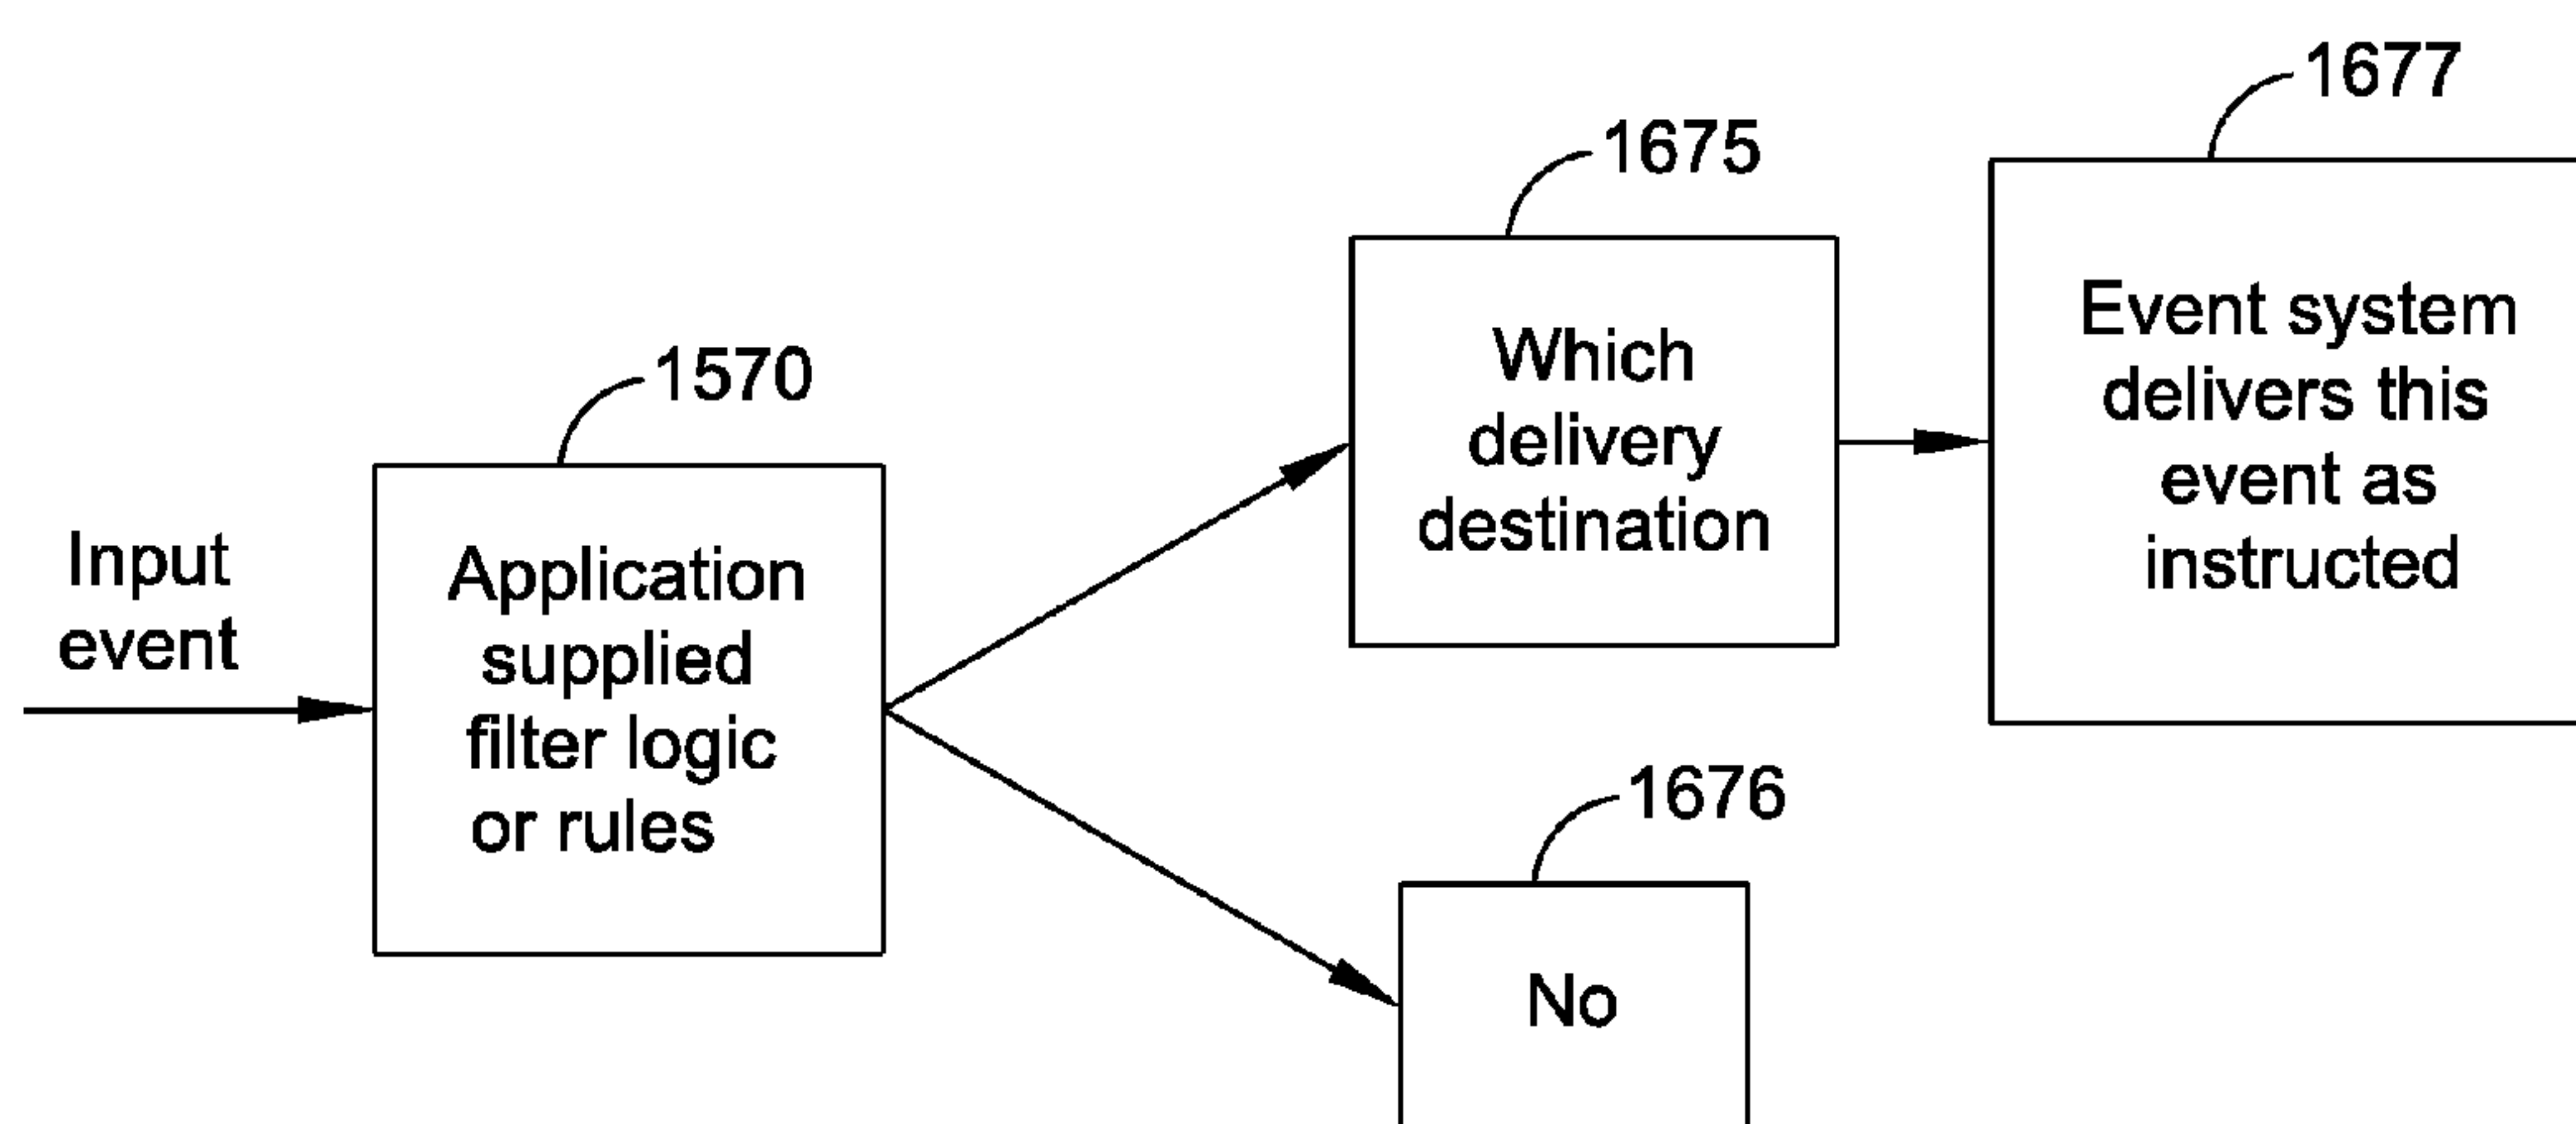 1677
1675
Which
delivery
destination
Event system
delivers this
event as
instructed
1570
Input
event
Application
supplied
filter logic
or rules
1676
No